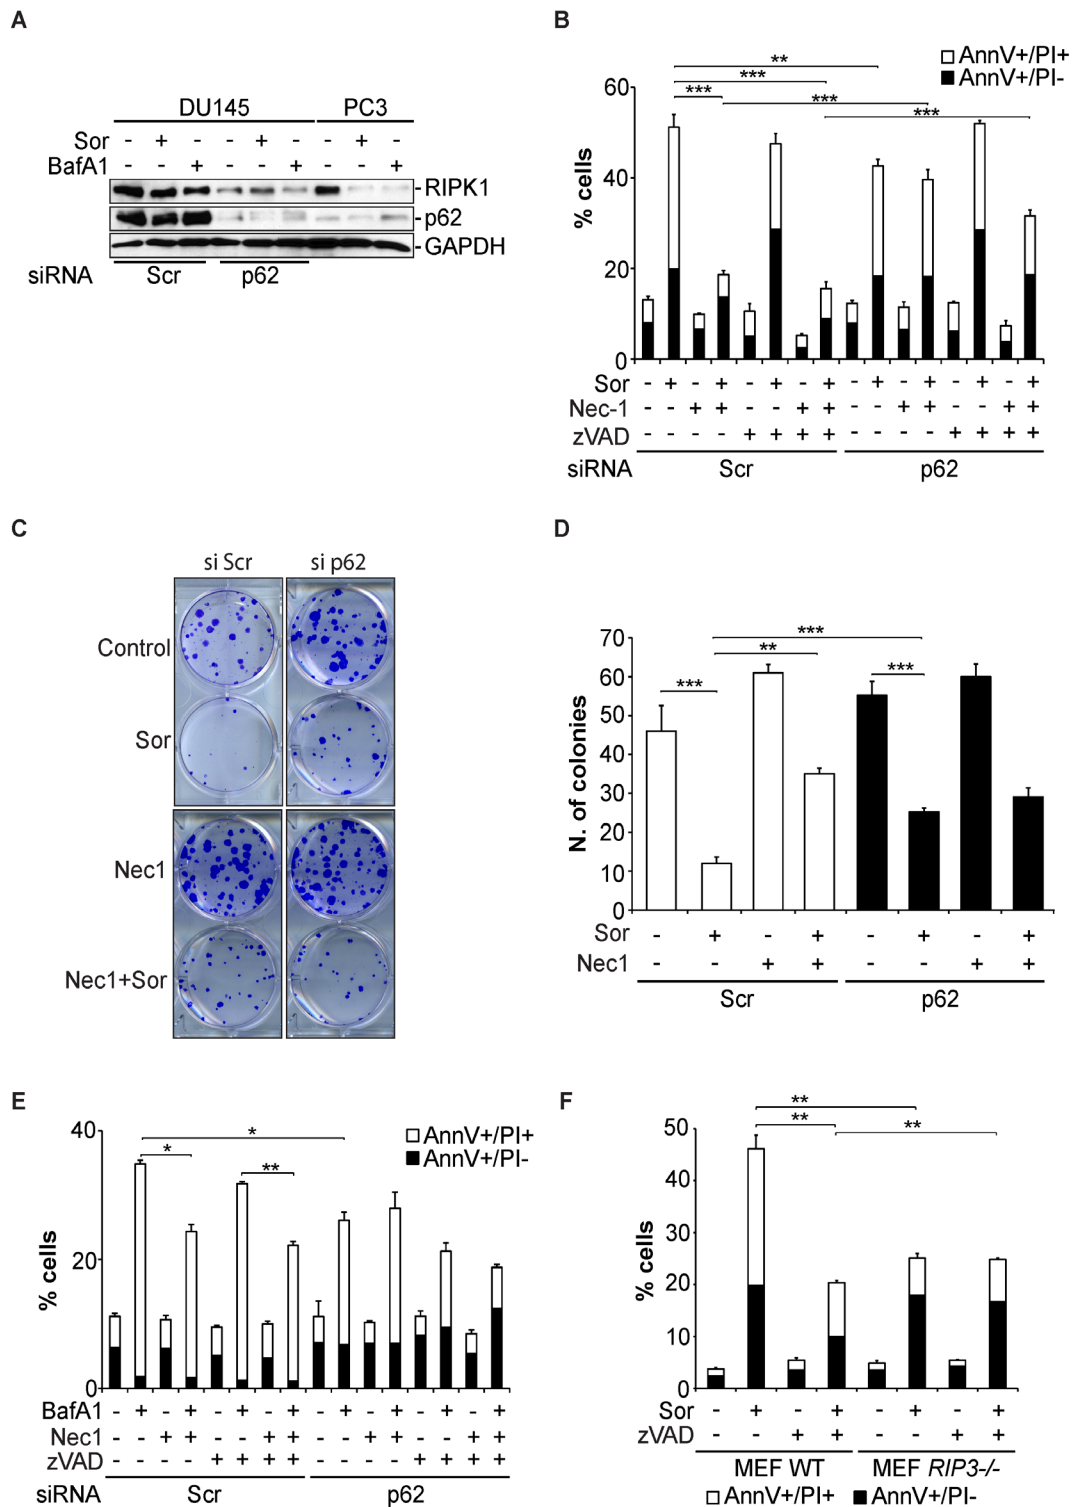 A
DU145 PC3
Sor - + - - + - - + -
BafA1 - - + - - + - - +
-RIPK1
-p62
-GAPDH
siRNA Scr p62
B
AnnV+/PI+
AnnV+/PI-
**
***
*** ***
***
60
40
20
0
% cells
Sor - + - + - + - + - + - + - + - +
Nec-1 - - + + - - + + - - + + - - + +
zVAD - - - - + + + + - - - - + + + +
siRNA Scr p62
C
si Scr si p62
Control
Sor
Nec1
Nec1+Sor
D
***
**
*** ***
70
60
50
40
30
20
10
0
N. of colonies
Sor - + - + - + - +
Nec1 - - + + - - + +
Scr p62
E
AnnV+/PI+
AnnV+/PI-
*
*
**
40
20
0
% cells
BafA1 - + - + - + - + - + - + - + - +
Nec1 - - + + - - + + - - + + - - + +
zVAD - - - - + + + + - - - - + + + +
siRNA Scr p62
F
**
** **
50
40
30
20
10
0
% cells
Sor - + - + - + - +
zVAD - - + + - - + +
MEF WT MEF RIP3-/-
AnnV+/PI+ AnnV+/PI-